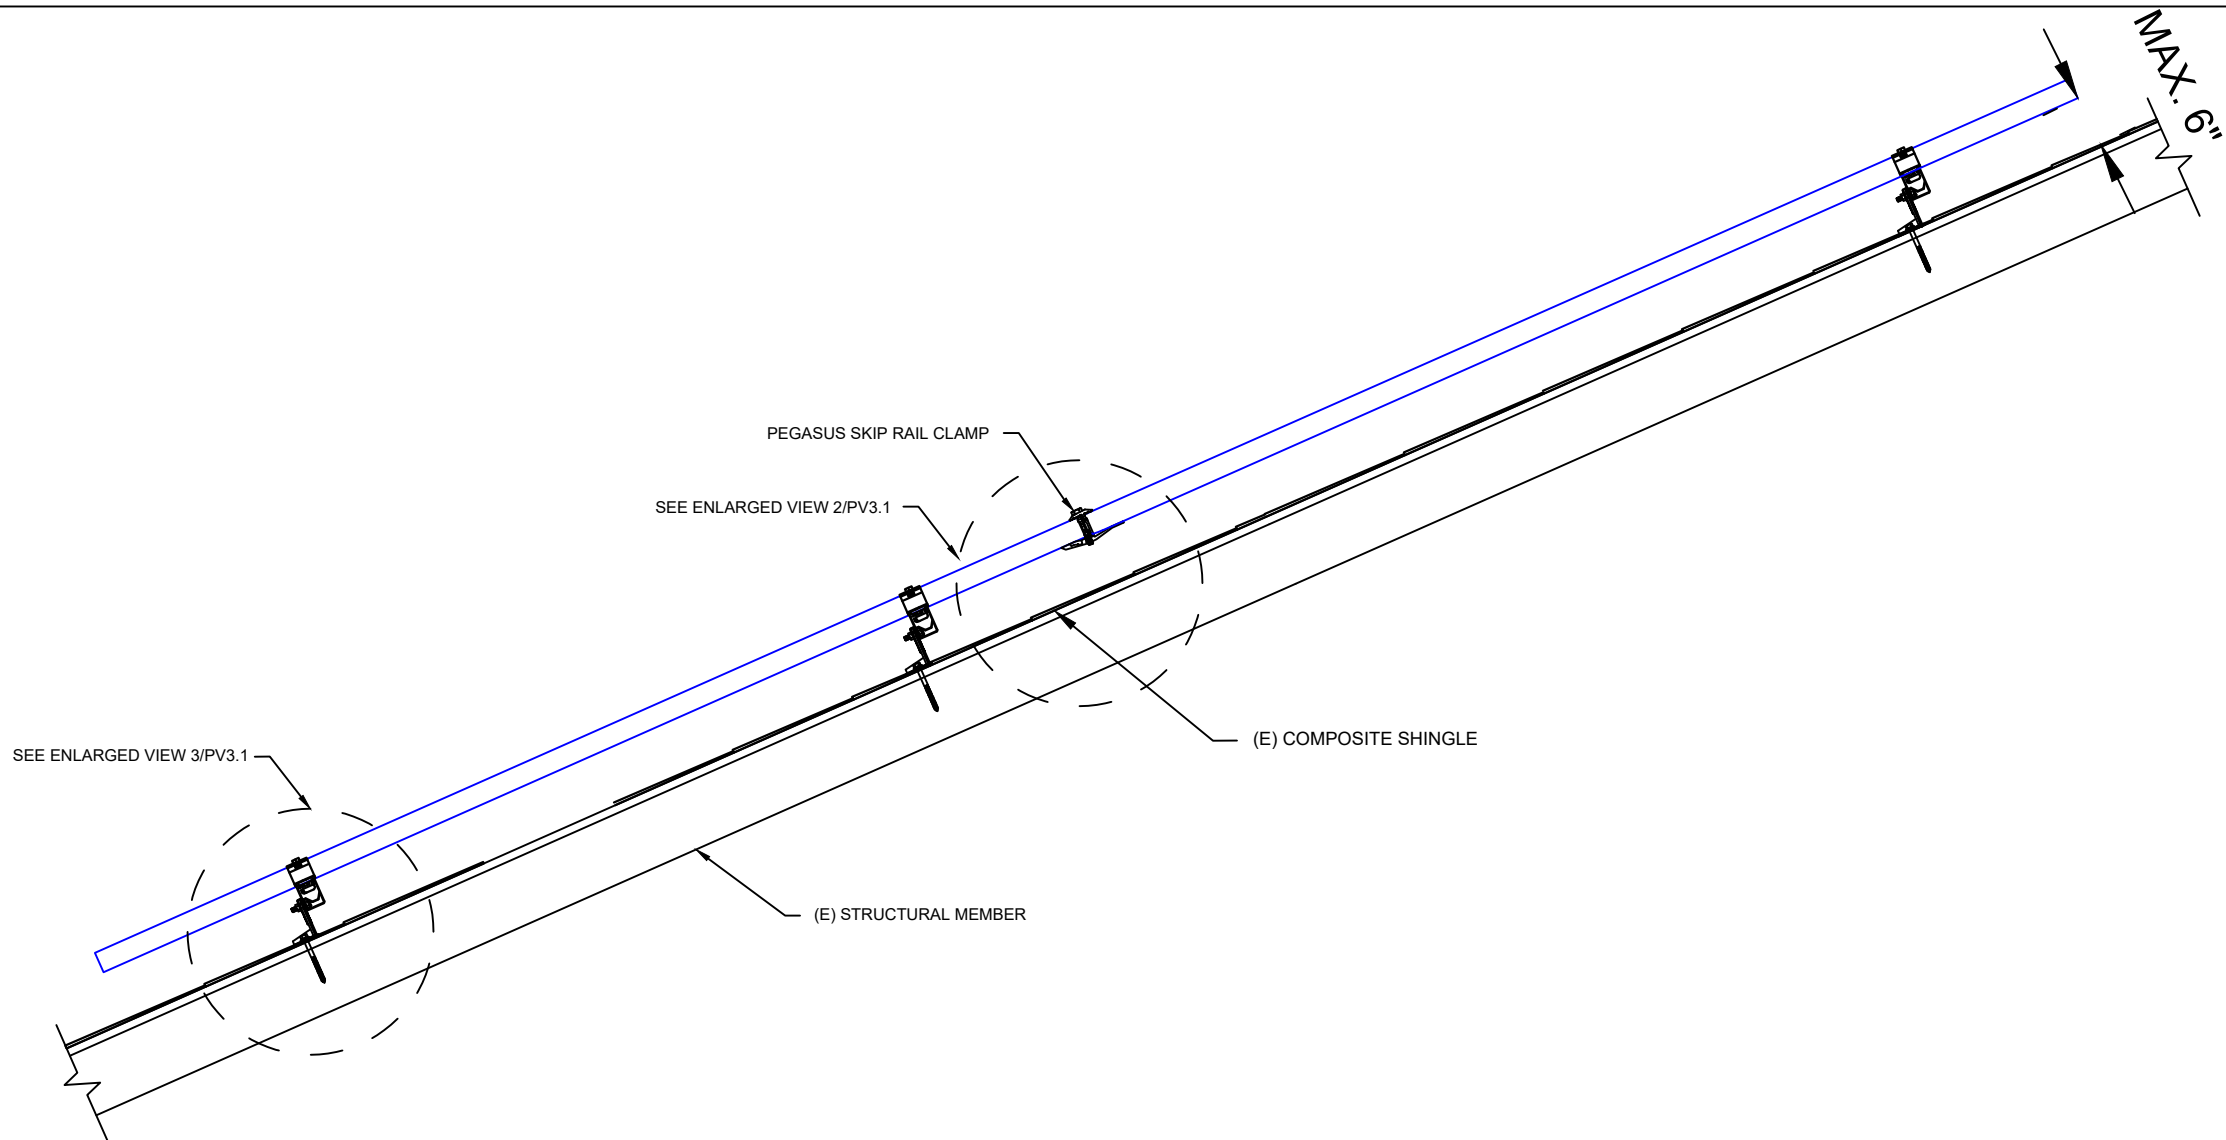 MAX. 6"
PEGASUS SKIP RAIL CLAMP
SEE ENLARGED VIEW 2/PV3.1
(E) COMPOSITE SHINGLE
SEE ENLARGED VIEW 3/PV3.1
(E) STRUCTURAL MEMBER